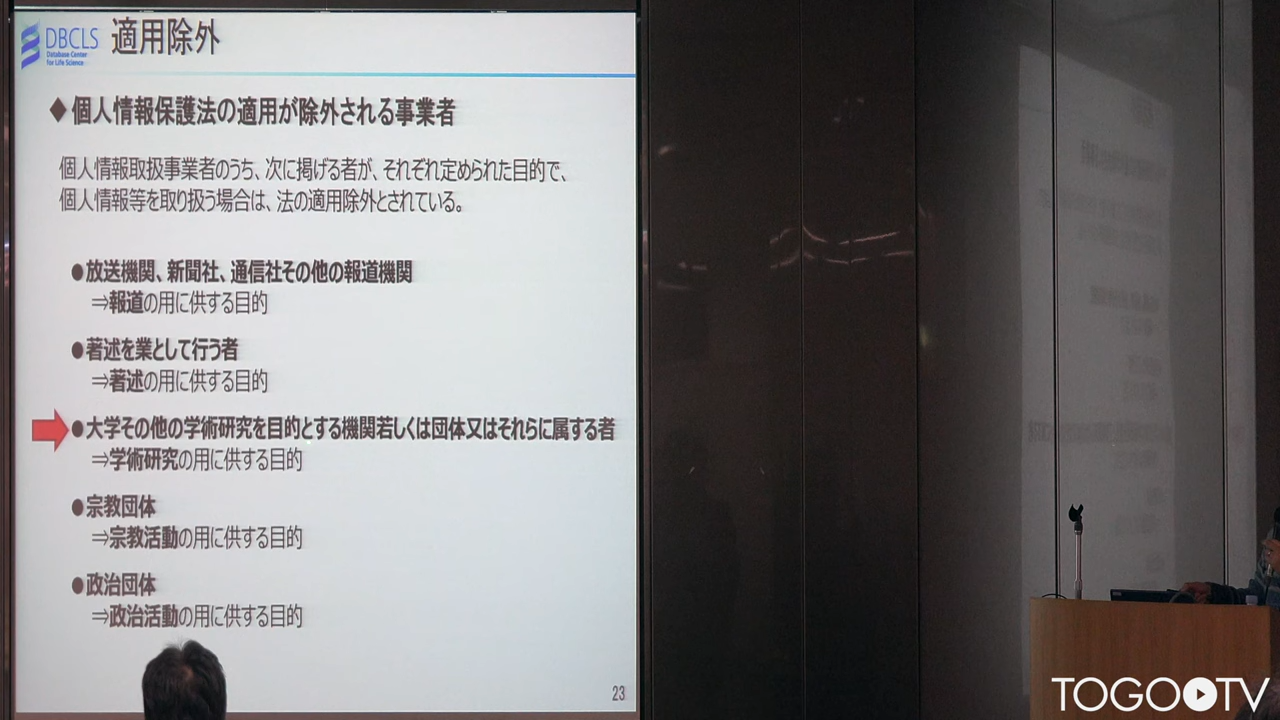 DBCLS
Database Center
for Life Science
適用除外
◆個人情報保護法の適用が除外される事業者
個人情報取扱事業者のうち、次に掲げる者が、それぞれ定められた目的で、
個人情報等を取り扱う場合は、法の適用除外とされている。
●放送機関、新聞社、通信社その他の報道機関
⇒報道の用に供する目的
●著述を業として行う者
⇒著述の用に供する目的
●大学その他の学術研究を目的とする機関若しくは団体又はそれらに属する者
⇒学術研究の用に供する目的
●宗教団体
⇒宗教活動の用に供する目的
●政治団体
⇒政治活動の用に供する目的
23
TOGO TV